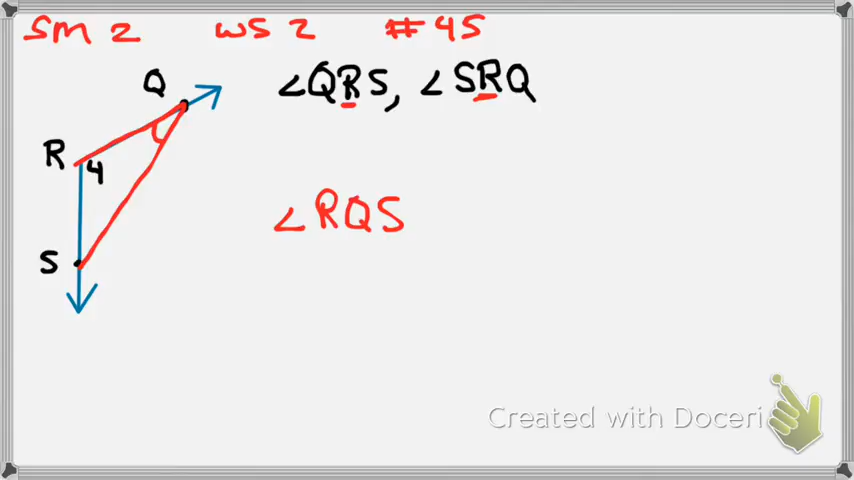 Sm 2 WS 2 #45
Q
∠QRS, ∠SRQ
R
4
∠RQS
S
Created with Doceri